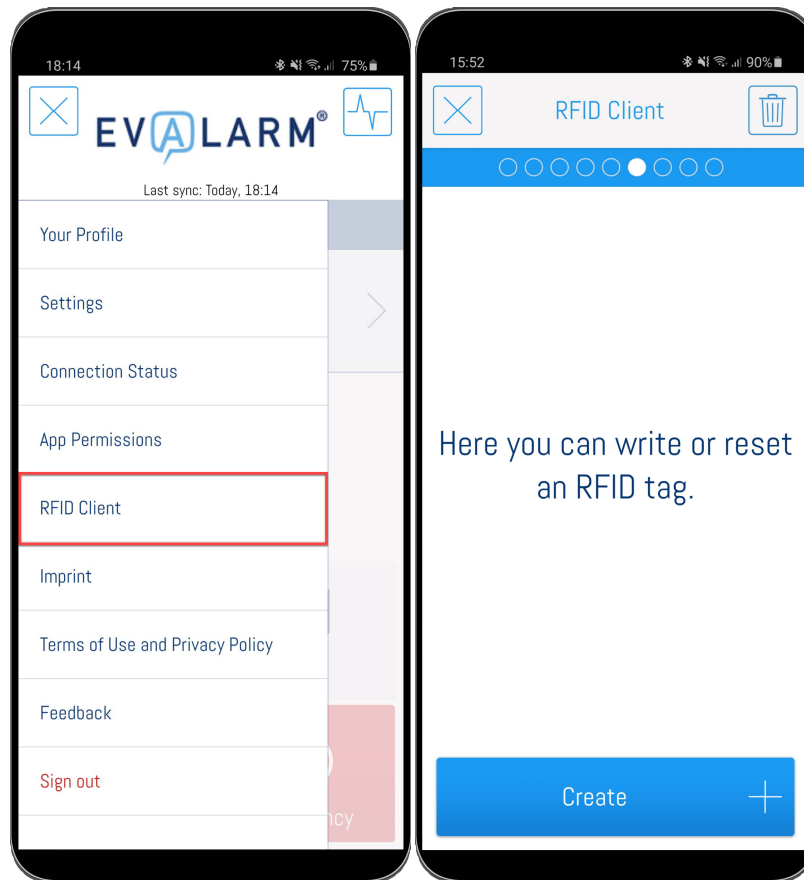 18:14
75%
EVALARM®
Last sync: Today, 18:14
Your Profile
Settings
Connection Status
App Permissions
RFID Client
Imprint
Terms of Use and Privacy Policy
Feedback
Sign out
ncy
15:52
90%
RFID Client
Here you can write or reset
an RFID tag.
Create